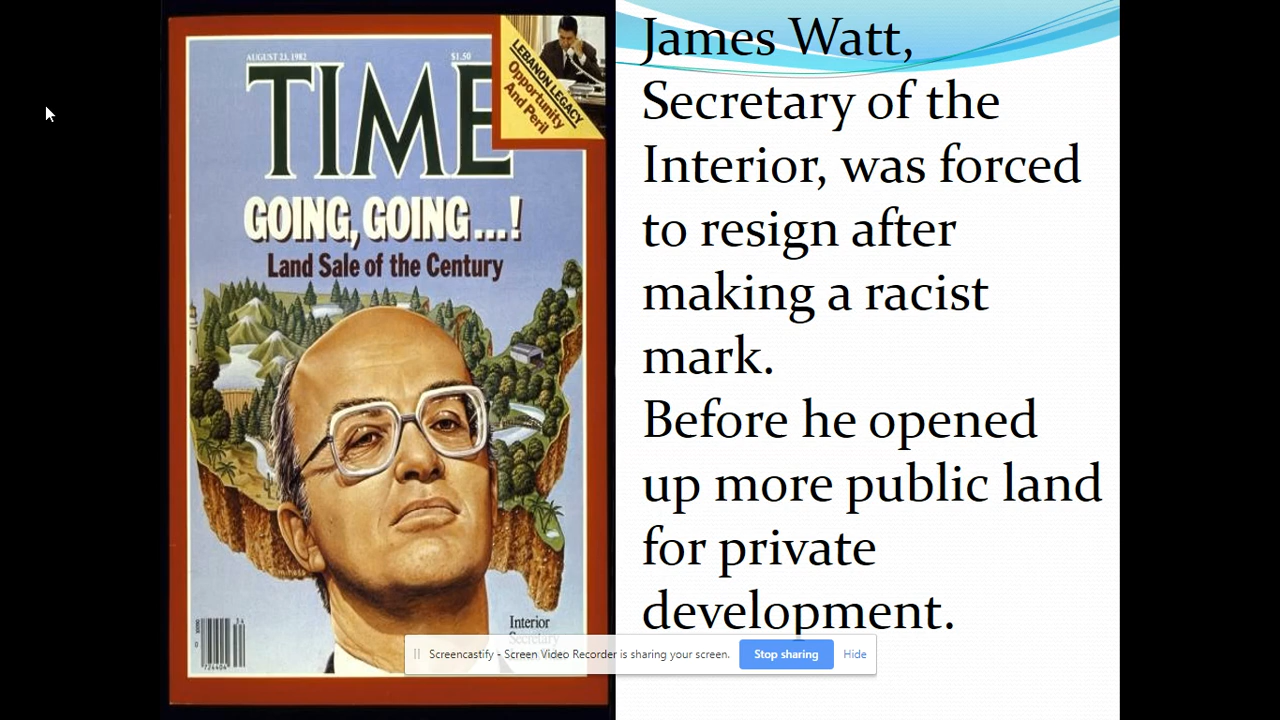 AUGUST 23, 1982 $1.50
TIME
LEBANON LEGACY
Opportunity
And Peril
GOING, GOING...!
Land Sale of the Century
Interior
Secretary
James Watt,
Secretary of the
Interior, was forced
to resign after
making a racist
mark.
Before he opened
up more public land
for private
development.
Screencastify - Screen Video Recorder is sharing your screen. Stop sharing Hide